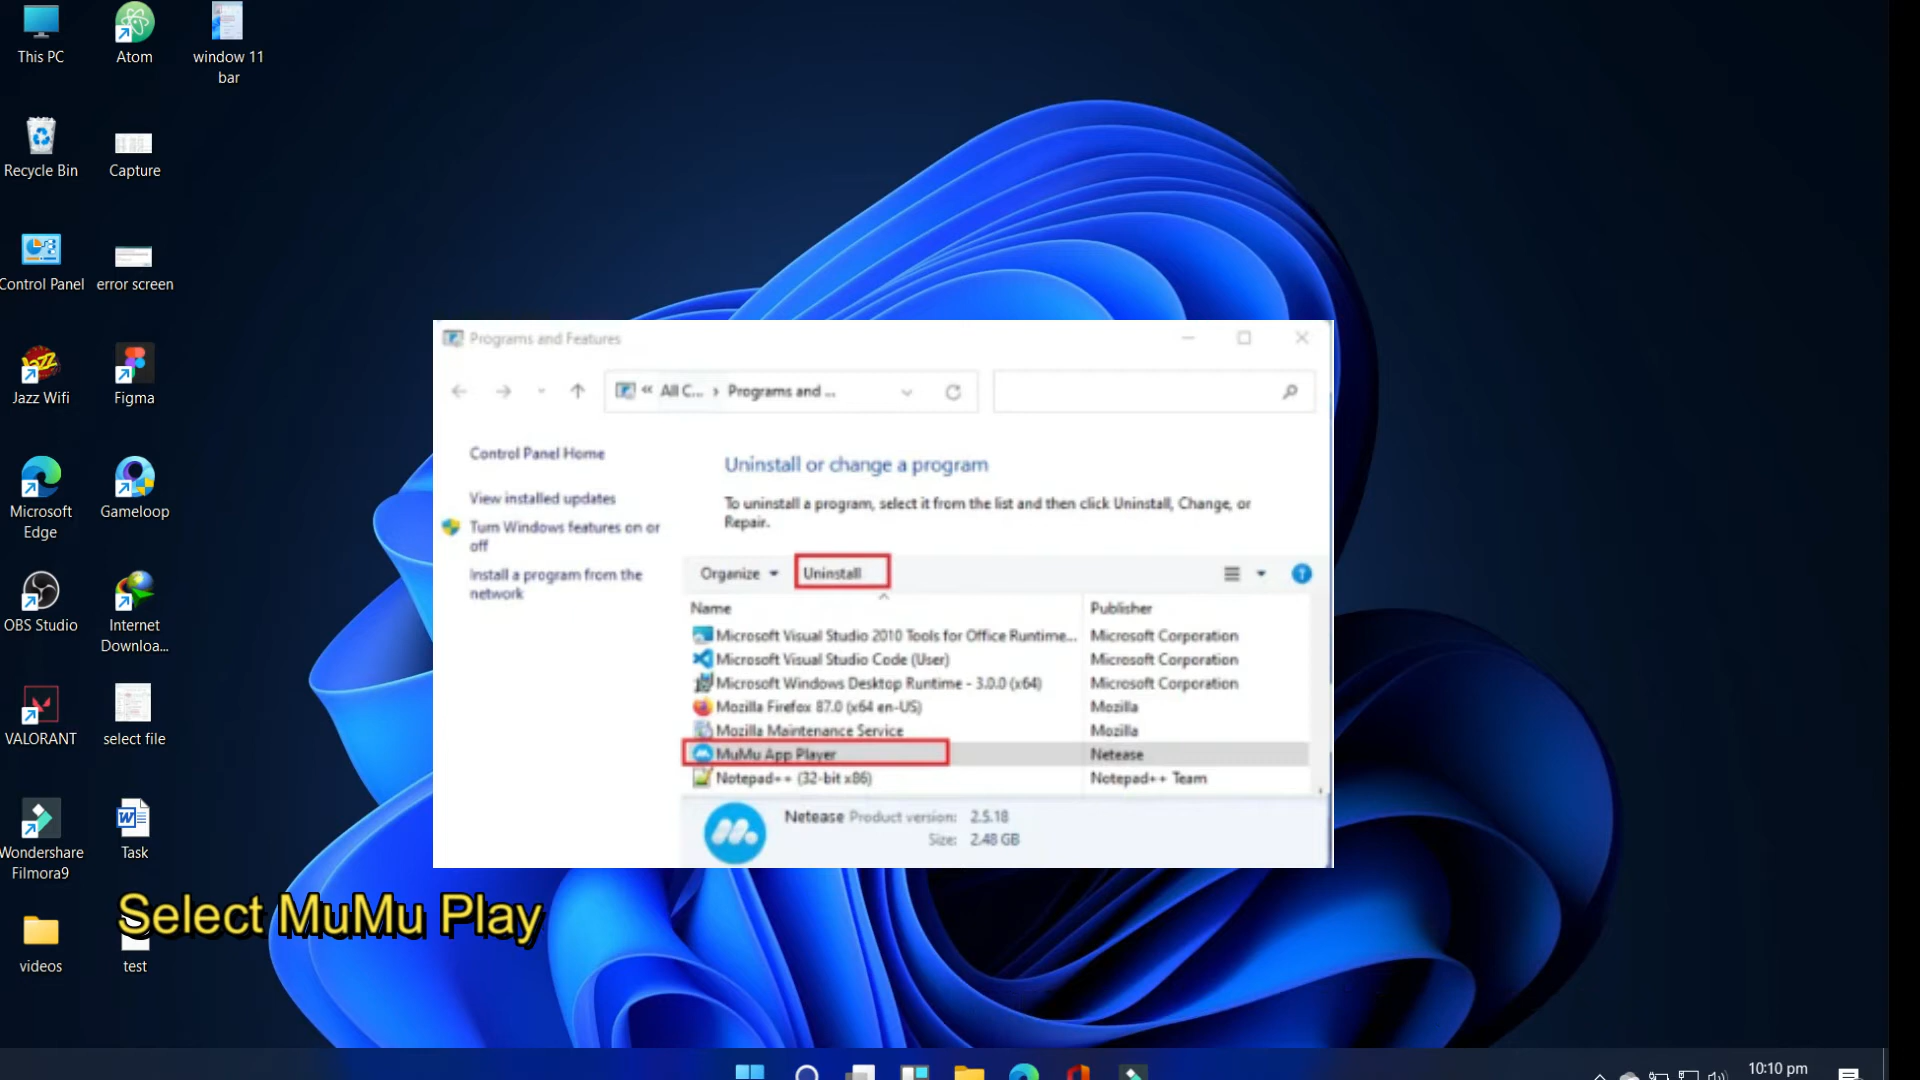 This PC
Atom
window 11
bar
Recycle Bin
Capture
Control Panel
error screen
Jazz Wifi
Figma
Microsoft
Edge
Gameloop
OBS Studio
Internet
Downloa...
VALORANT
select file
Wondershare
Filmora9
Task
videos
test
Select MuMu Play
Programs and Features
« All C... › Programs and ...
Control Panel Home
View installed updates
Turn Windows features on or
off
Install a program from the
network
Uninstall or change a program
To uninstall a program, select it from the list and then click Uninstall, Change, or
Repair.
Organize Uninstall
Name Publisher
Microsoft Visual Studio 2010 Tools for Office Runtime... Microsoft Corporation
Microsoft Visual Studio Code (User) Microsoft Corporation
Microsoft Windows Desktop Runtime - 3.0.0 (x64) Microsoft Corporation
Mozilla Firefox 87.0 (x64 en-US) Mozilla
Mozilla Maintenance Service Mozilla
MuMu App Player Netease
Notepad++ (32-bit x86) Notepad++ Team
Netease Product version: 2.5.18
Size: 2.48 GB
10:10 pm